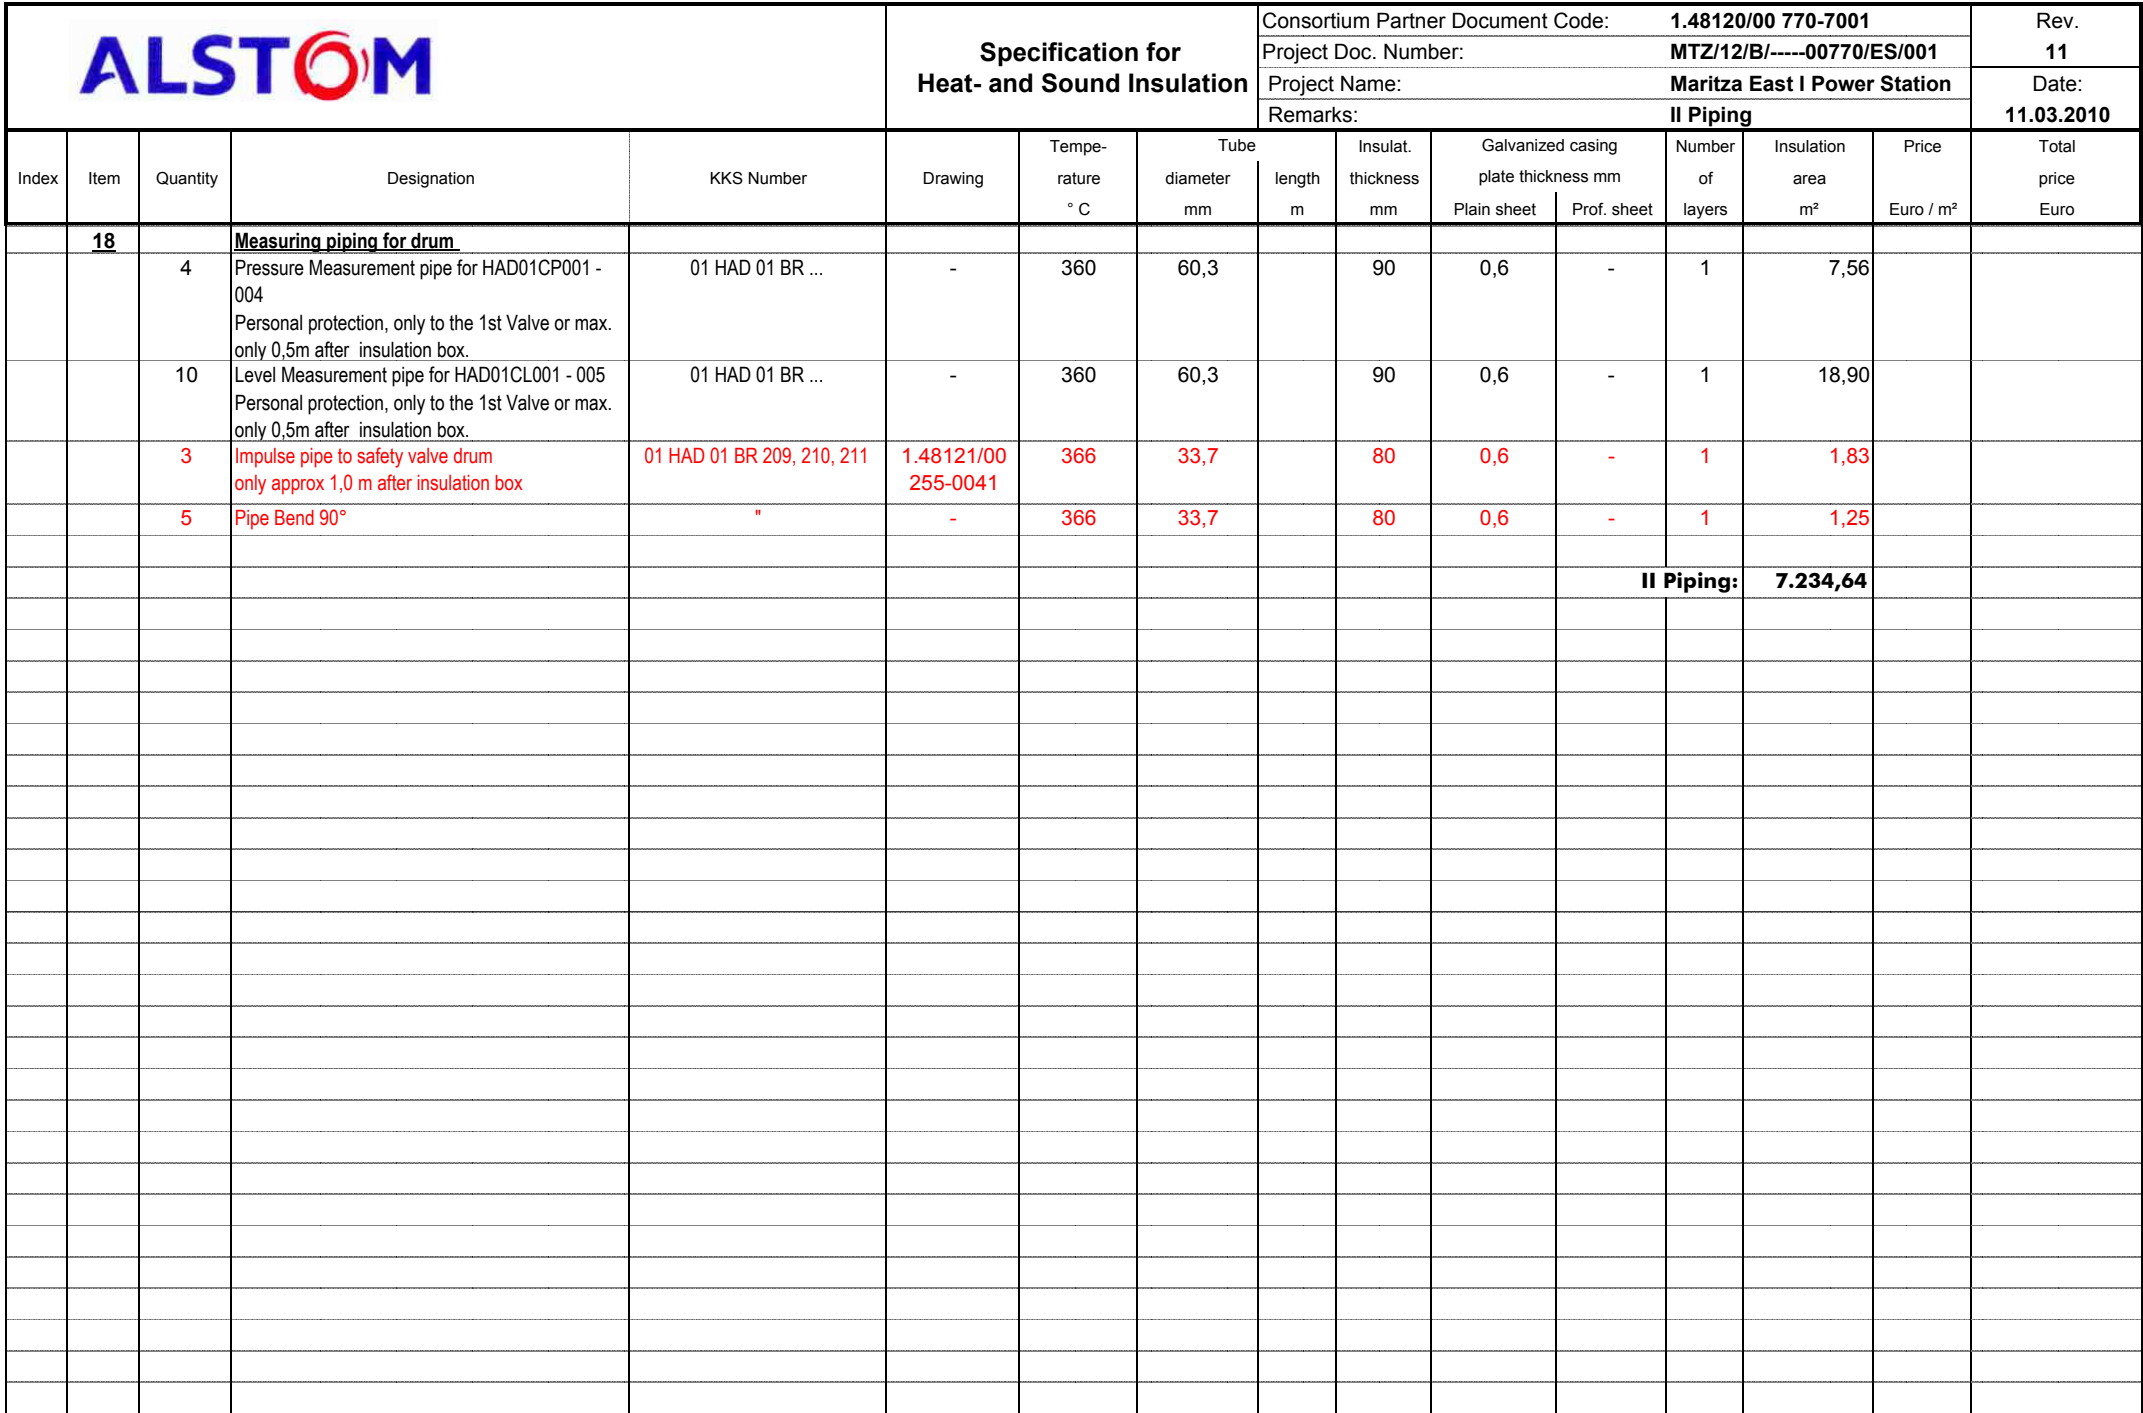 ALSTOM
Specification for
Heat- and Sound Insulation
Consortium Partner Document Code: 1.48120/00 770-7001
Project Doc. Number: MTZ/12/B/-----00770/ES/001
Project Name: Maritza East I Power Station
Remarks: II Piping
Rev.
11
Date:
11.03.2010
Index Item Quantity Designation KKS Number Drawing Tempe- Tube Insulat. Galvanized casing Number Insulation Price Total
rature diameter length thickness plate thickness mm of area price
° C mm m mm Plain sheet Prof. sheet layers m² Euro / m² Euro
18 Measuring piping for drum
4 Pressure Measurement pipe for HAD01CP001 - 01 HAD 01 BR ... - 360 60,3 90 0,6 - 1 7,56
004
Personal protection, only to the 1st Valve or max.
only 0,5m after insulation box.
10 Level Measurement pipe for HAD01CL001 - 005 01 HAD 01 BR ... - 360 60,3 90 0,6 - 1 18,90
Personal protection, only to the 1st Valve or max.
only 0,5m after insulation box.
3 Impulse pipe to safety valve drum 01 HAD 01 BR 209, 210, 211 1.48121/00 366 33,7 80 0,6 - 1 1,83
only approx 1,0 m after insulation box 255-0041
5 Pipe Bend 90° " - 366 33,7 80 0,6 - 1 1,25
II Piping: 7.234,64